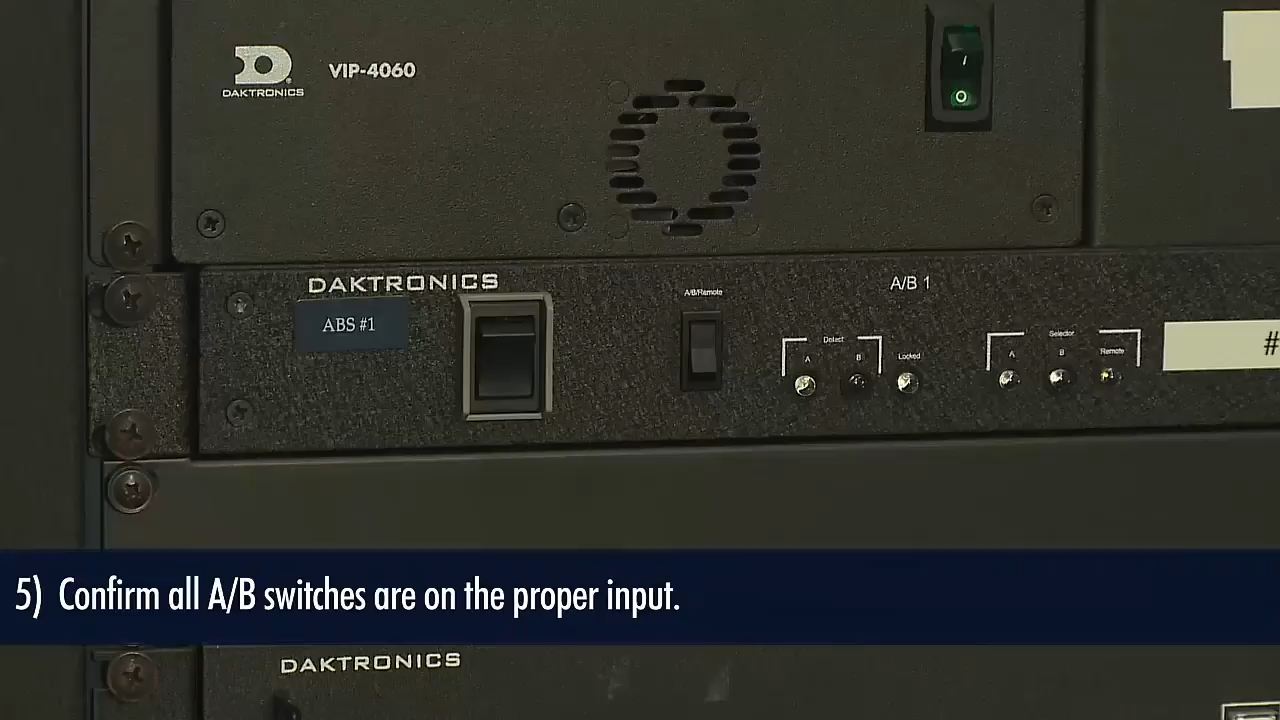 DAKTRONICS
VIP-4060
I
O
DAKTRONICS
ABS #1
A/B/Remote
A/B 1
Detect
A
B
Locked
Selector
A
B
Remote
#
5) Confirm all A/B switches are on the proper input.
DAKTRONICS